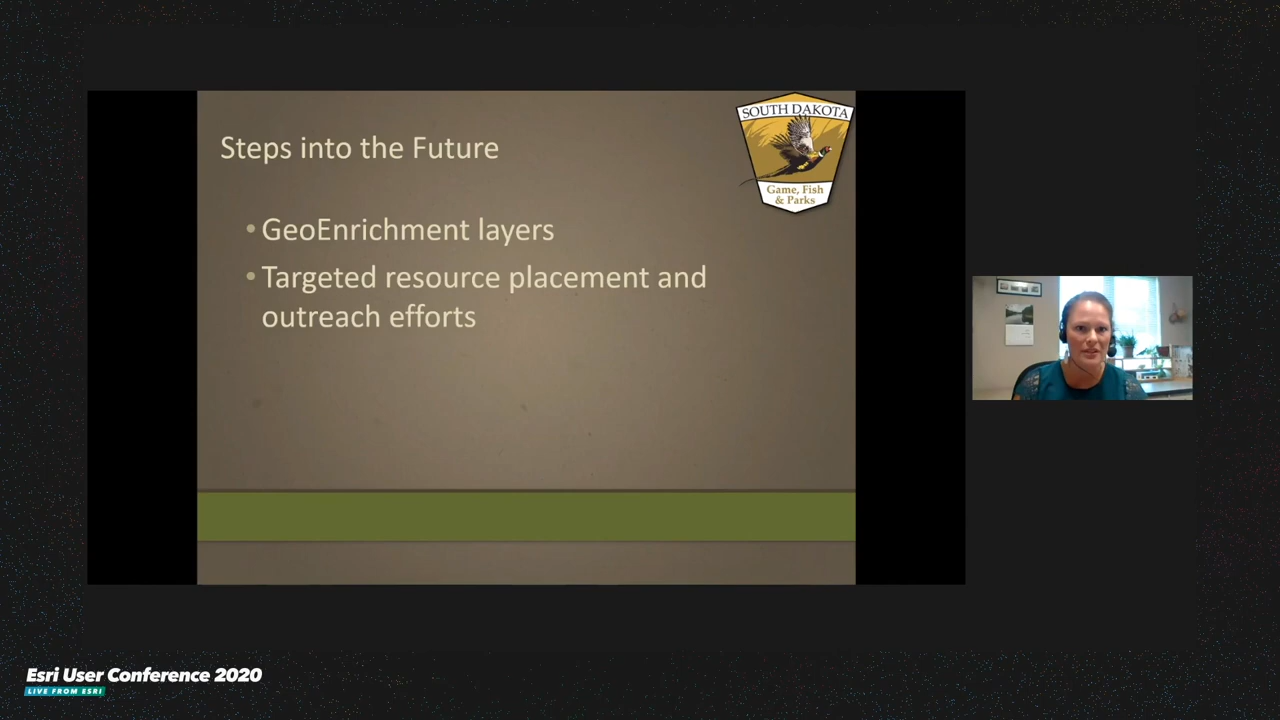 SOUTH DAKOTA
Game, Fish
& Parks
Steps into the Future
• GeoEnrichment layers
• Targeted resource placement and
outreach efforts
Esri User Conference 2020
LIVE FROM ESRI